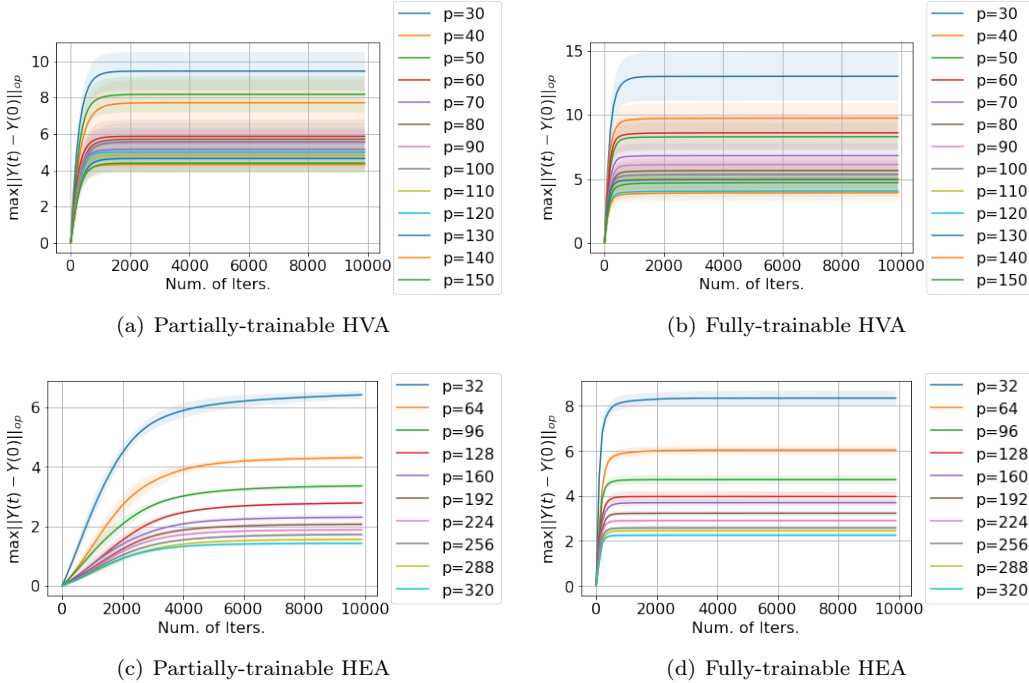 max||Y(t) − Y(0)||op
10
8
6
4
2
0
0 2000 4000 6000 8000 10000
Num. of Iters.
p=30
p=40
p=50
p=60
p=70
p=80
p=90
p=100
p=110
p=120
p=130
p=140
p=150
(a) Partially-trainable HVA
max||Y(t) − Y(0)||op
15
10
5
0
0 2000 4000 6000 8000 10000
Num. of Iters.
p=30
p=40
p=50
p=60
p=70
p=80
p=90
p=100
p=110
p=120
p=130
p=140
p=150
(b) Fully-trainable HVA
max||Y(t) − Y(0)||op
6
4
2
0
0 2000 4000 6000 8000 10000
Num. of Iters.
p=32
p=64
p=96
p=128
p=160
p=192
p=224
p=256
p=288
p=320
(c) Partially-trainable HEA
max||Y(t) − Y(0)||op
8
6
4
2
0
0 2000 4000 6000 8000 10000
Num. of Iters.
p=32
p=64
p=96
p=128
p=160
p=192
p=224
p=256
p=288
p=320
(d) Fully-trainable HEA